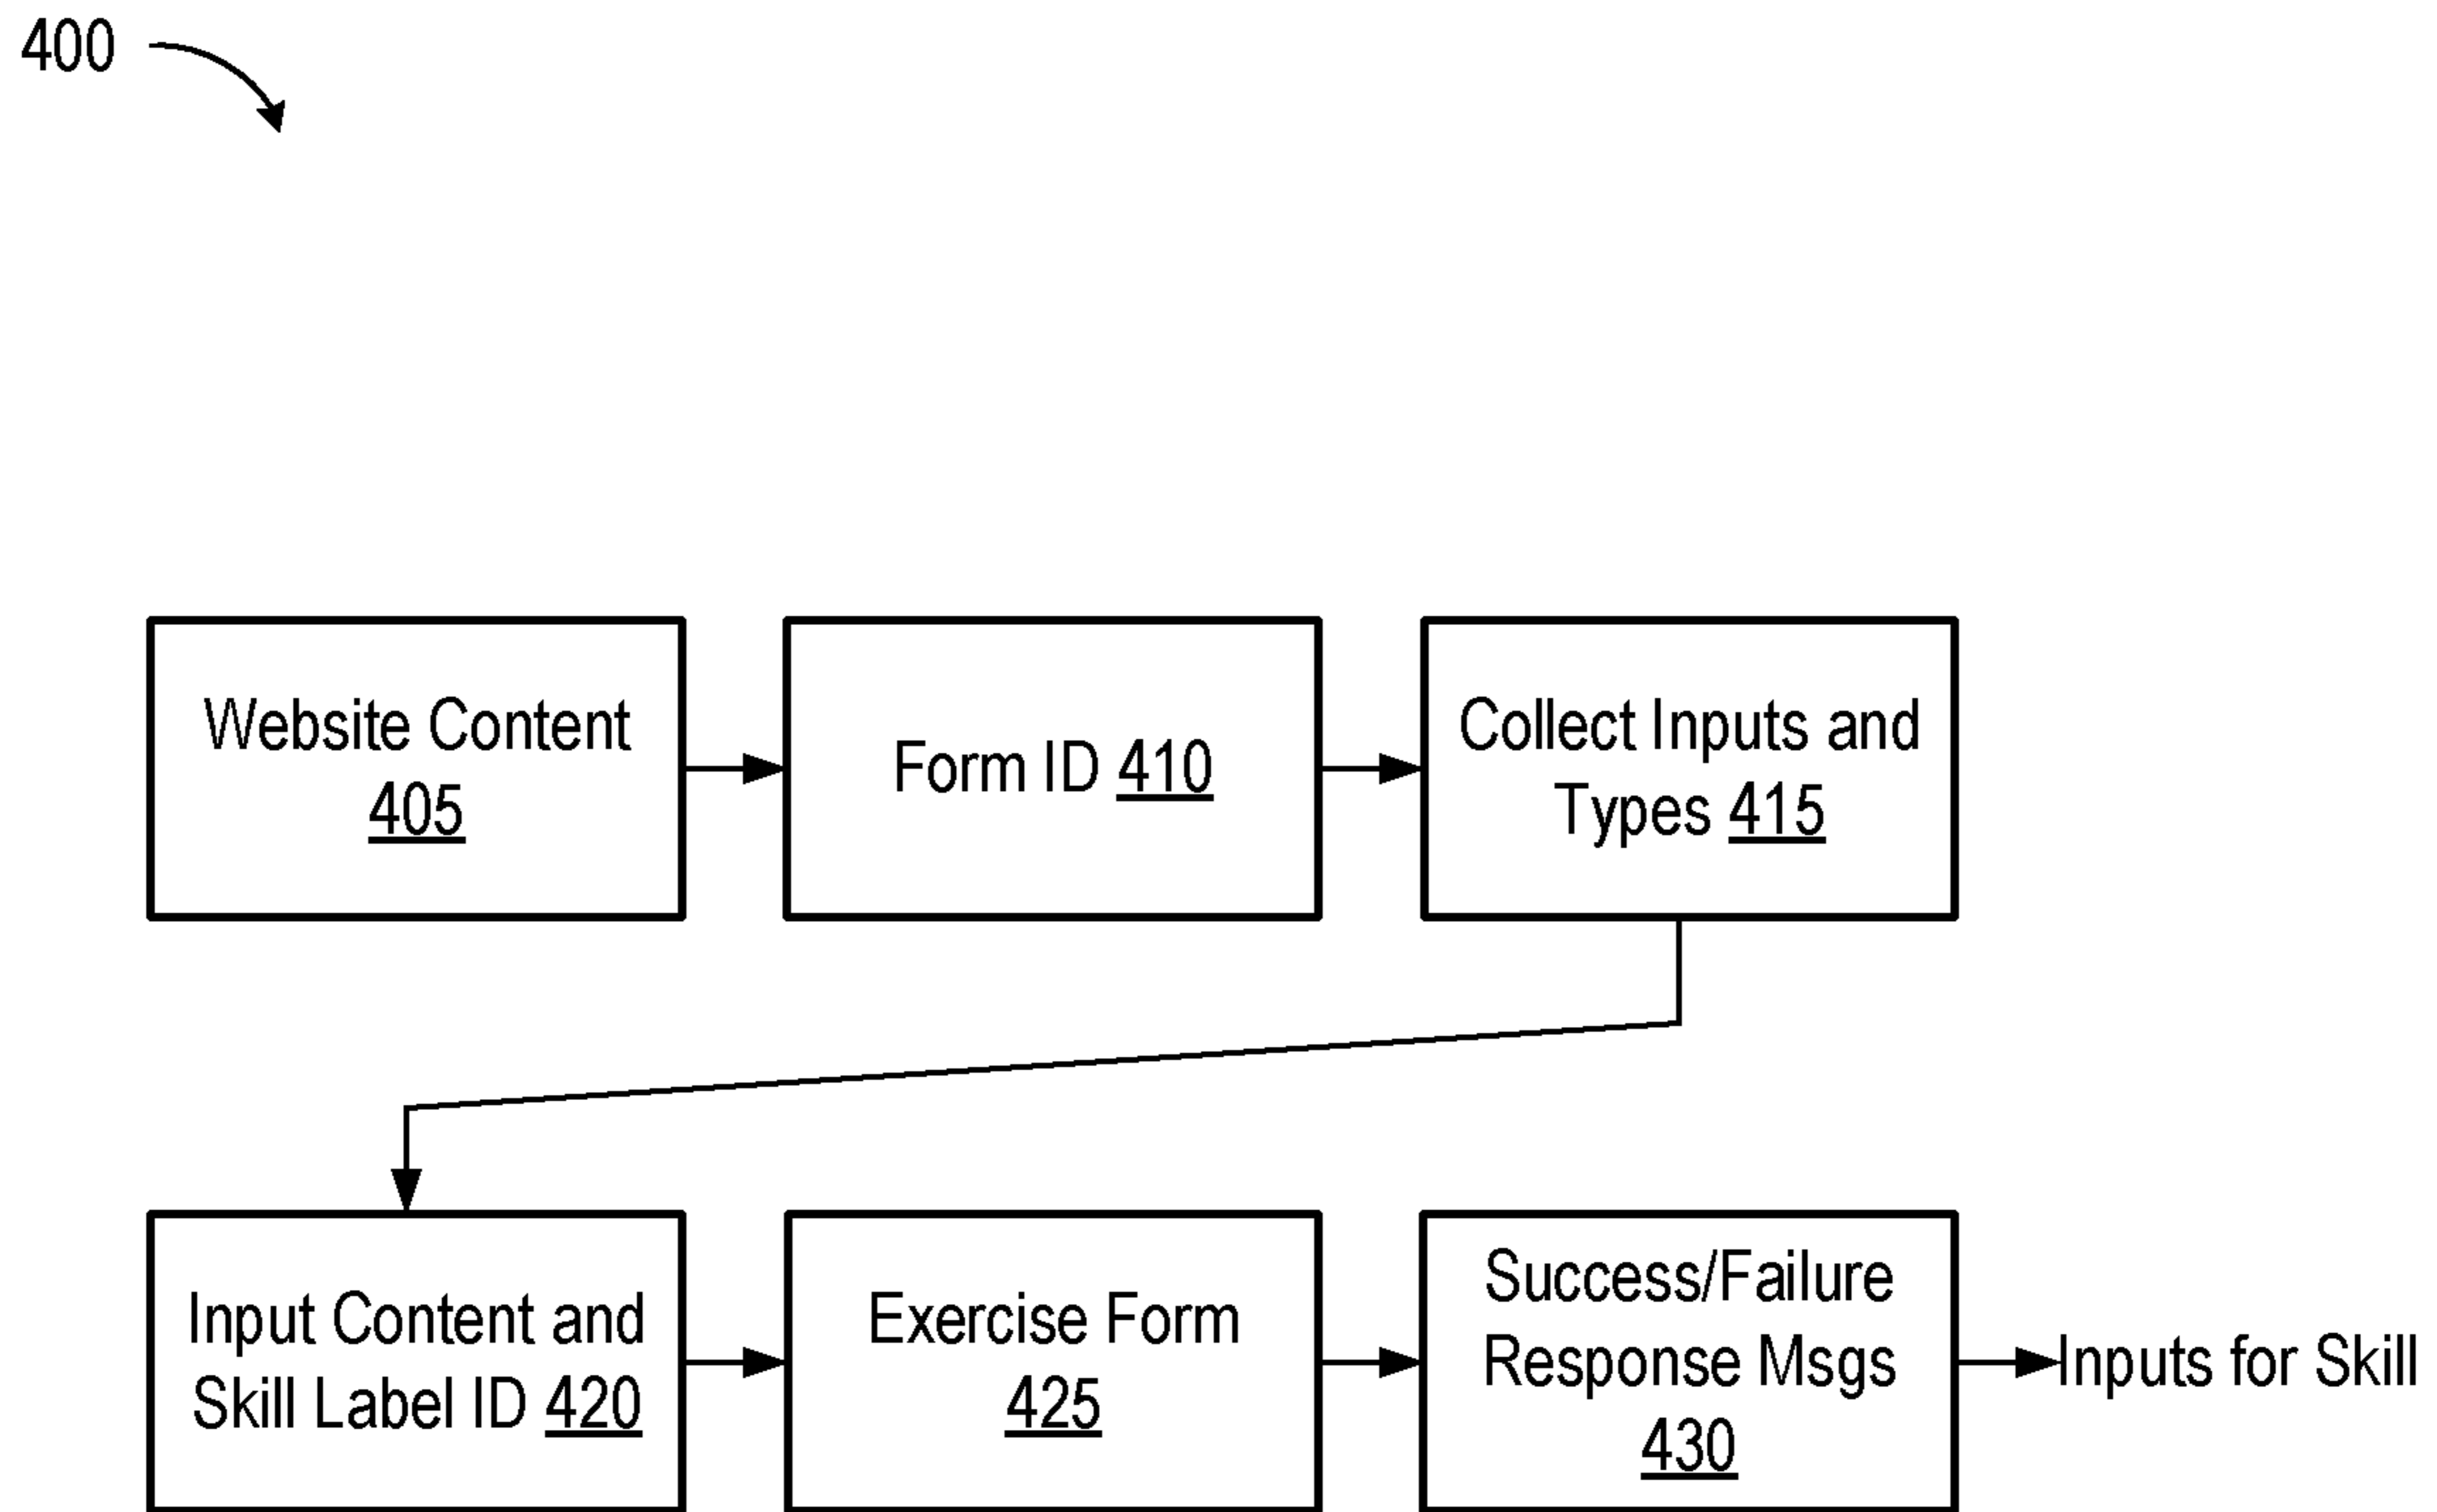 400
Website Content
405
Form ID 410
Collect Inputs and
Types 415
Input Content and
Skill Label ID 420
Exercise Form
425
Success/Failure
Response Msgs
430
Inputs for Skill